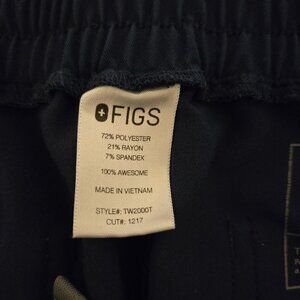 FIGS
72% POLYESTER
21% RAYON
7% SPANDEX
100% AWESOME
MADE IN VIETNAM
STYLE#: TW2000T
CUT#: 1217